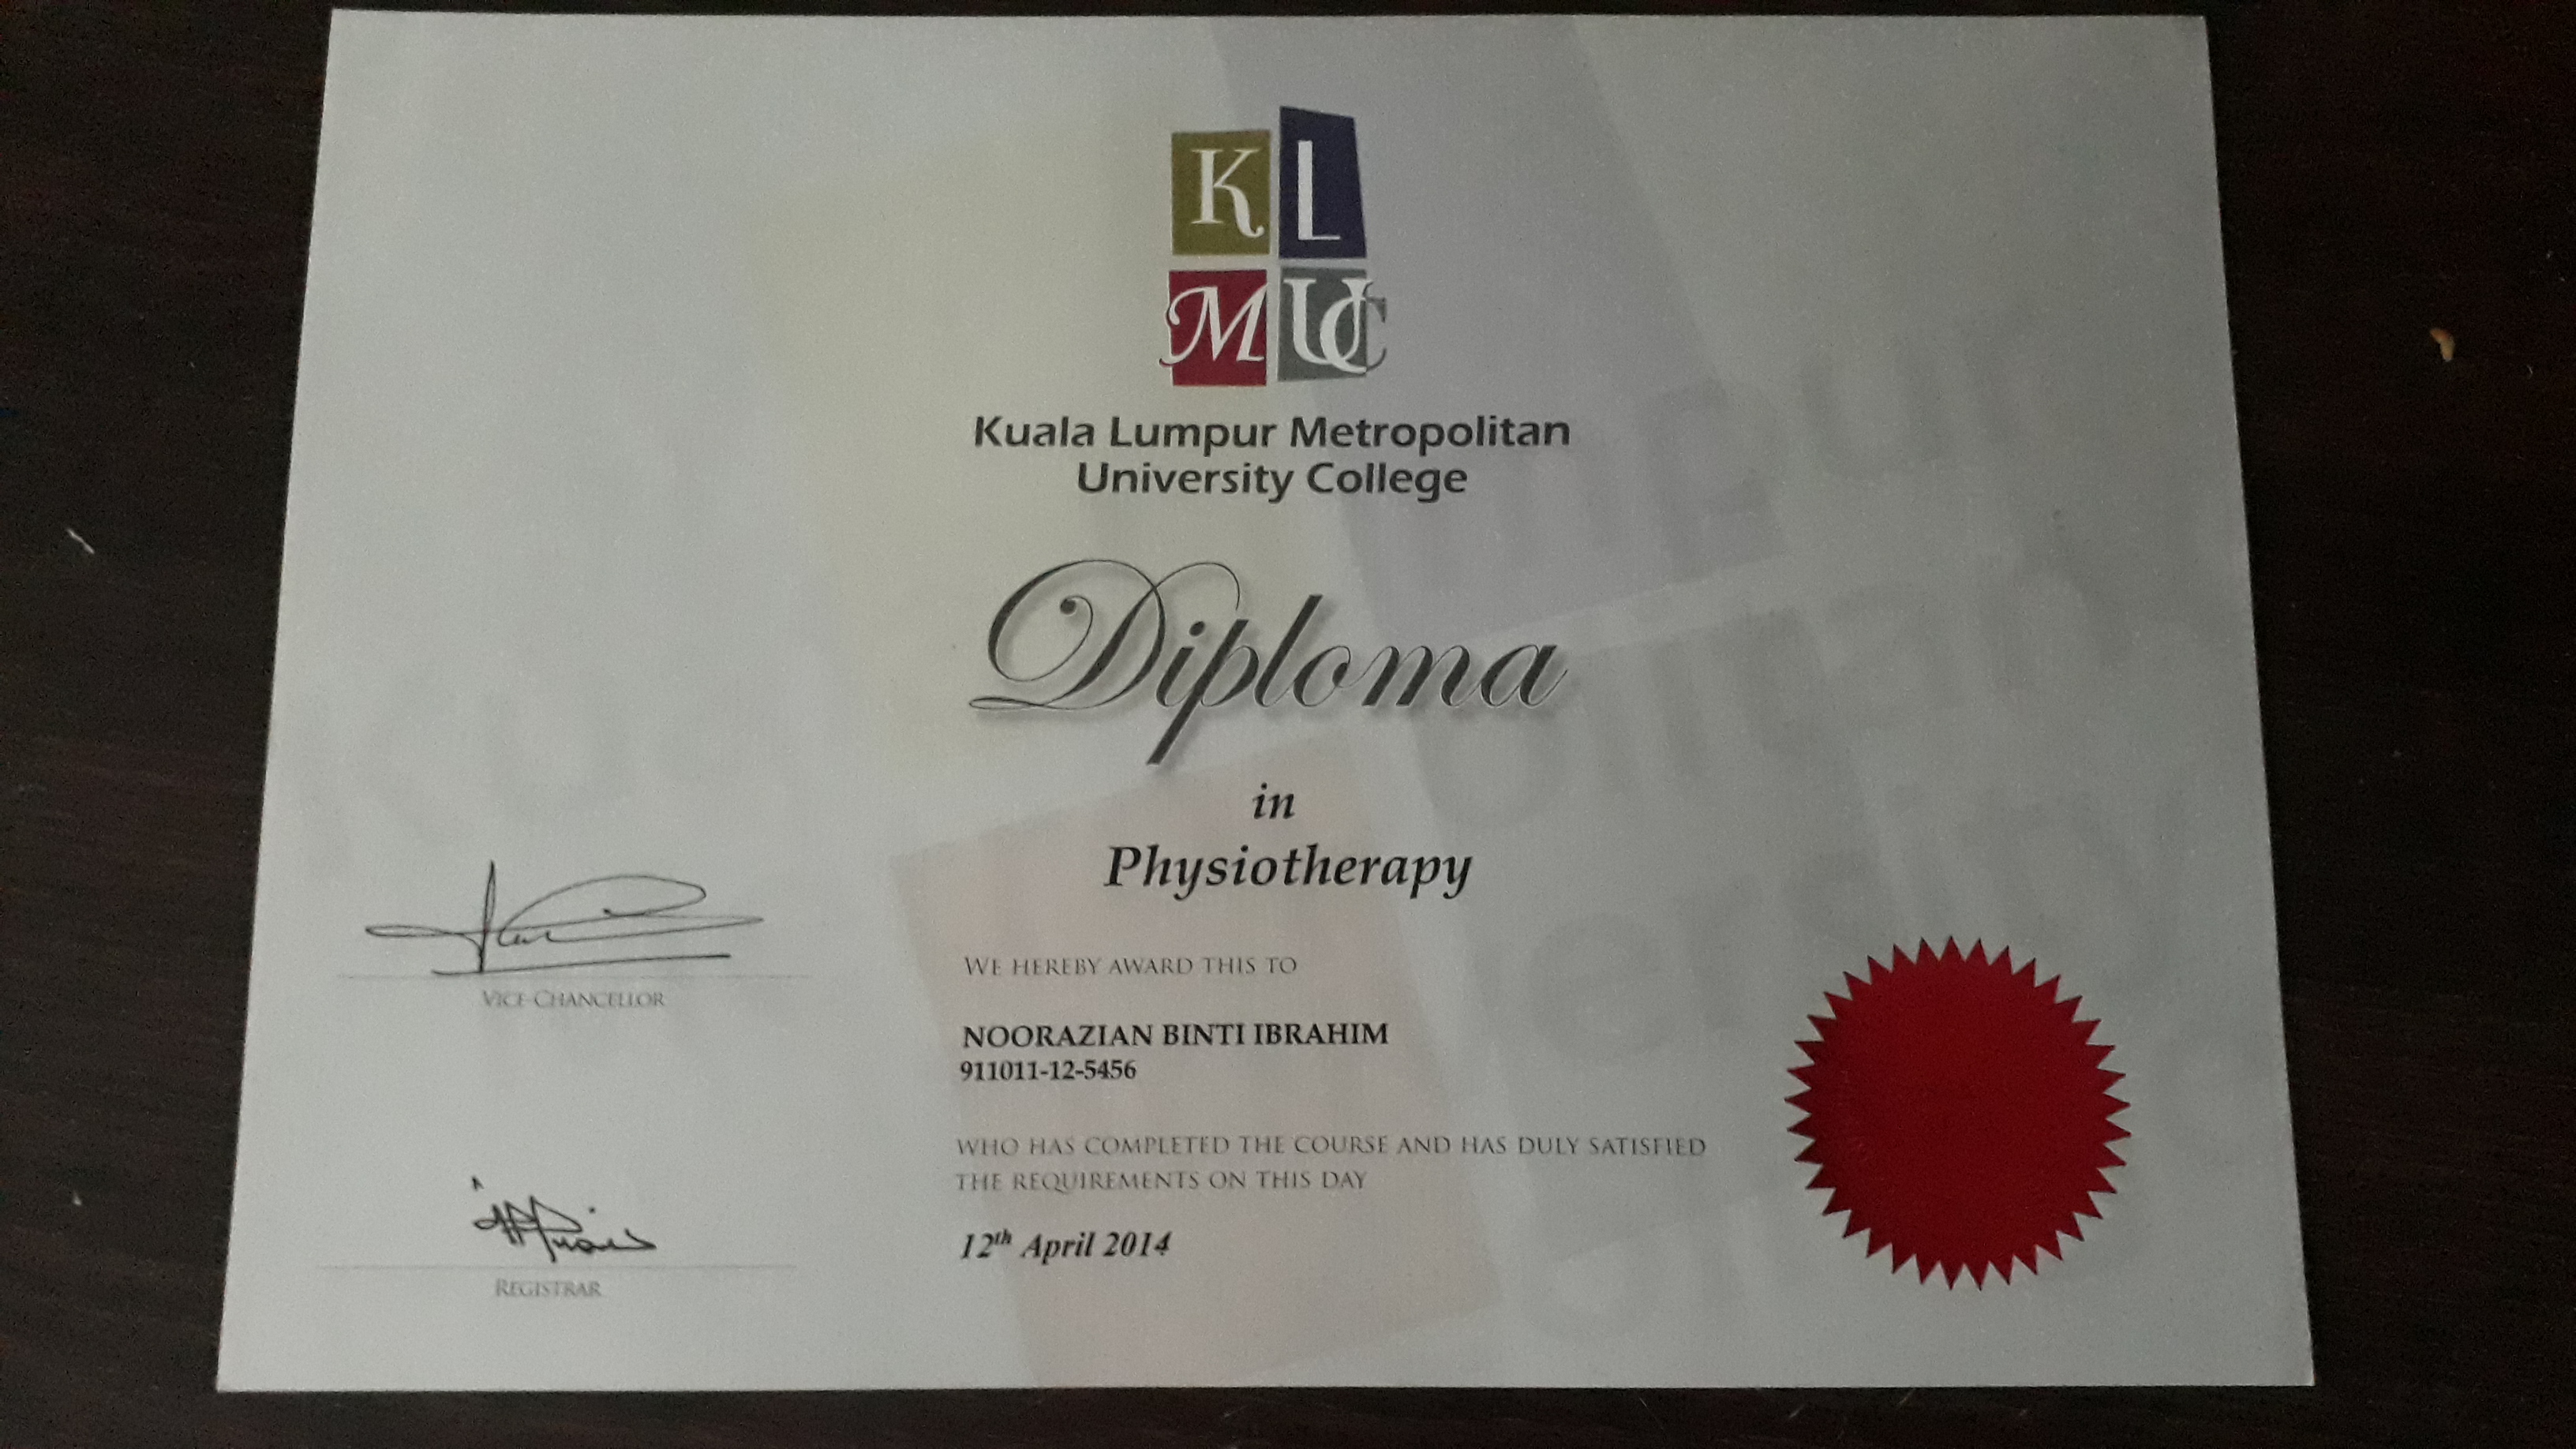 K L
M UC
Kuala Lumpur Metropolitan
University College
Diploma
in
Physiotherapy
WE HEREBY AWARD THIS TO
NOORAZIAN BINTI IBRAHIM
911011-12-5456
WHO HAS COMPLETED THE COURSE AND HAS DULY SATISFIED
THE REQUIREMENTS ON THIS DAY
12th April 2014
VICE-CHANCELLOR
REGISTRAR